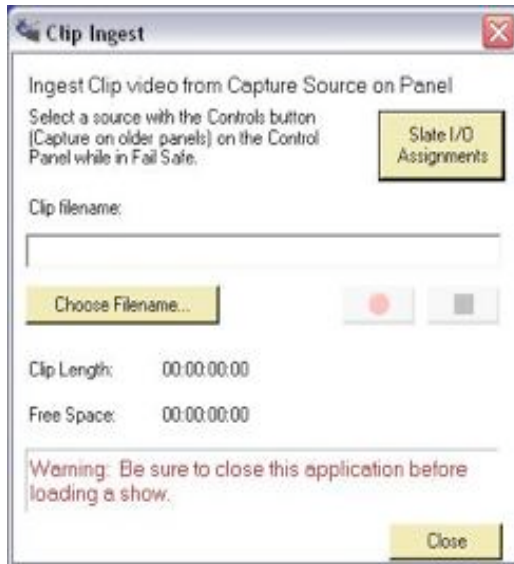 Clip Ingest
Ingest Clip video from Capture Source on Panel
Select a source with the Controls button
(Capture on older panels) on the Control
Panel while in Fail Safe.
Slate I/O
Assignments
Clip filename:
Choose Filename...
Clip Length: 00:00:00:00
Free Space: 00:00:00:00
Warning: Be sure to close this application before
loading a show.
Close